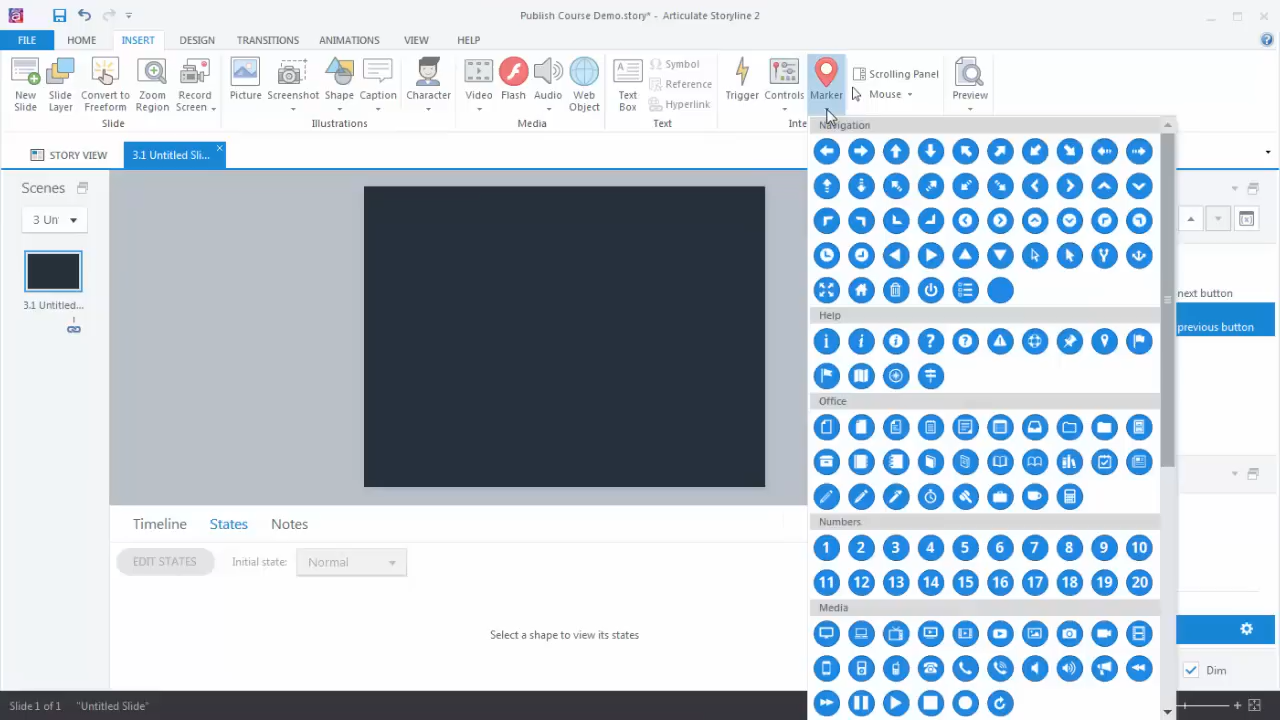 Publish Course Demo.story* - Articulate Storyline 2
FILE HOME INSERT DESIGN TRANSITIONS ANIMATIONS VIEW HELP
New Slide
Slide Layer
Convert to Freeform
Zoom Region
Record Screen
Slide
Picture
Screenshot
Shape
Caption
Illustrations
Character
Video
Flash
Audio
Web Object
Media
Text Box
Symbol
Reference
Hyperlink
Text
Trigger
Controls
Marker
Scrolling Panel
Mouse
Inte
Preview
STORY VIEW
3.1 Untitled Sli...
Scenes
3 Un
3.1 Untitled...
Navigation
Help
Office
Numbers
1 2 3 4 5 6 7 8 9 10
11 12 13 14 15 16 17 18 19 20
Media
next button
previous button
Dim
Timeline States Notes
EDIT STATES Initial state: Normal
Select a shape to view its states
Slide 1 of 1 "Untitled Slide"